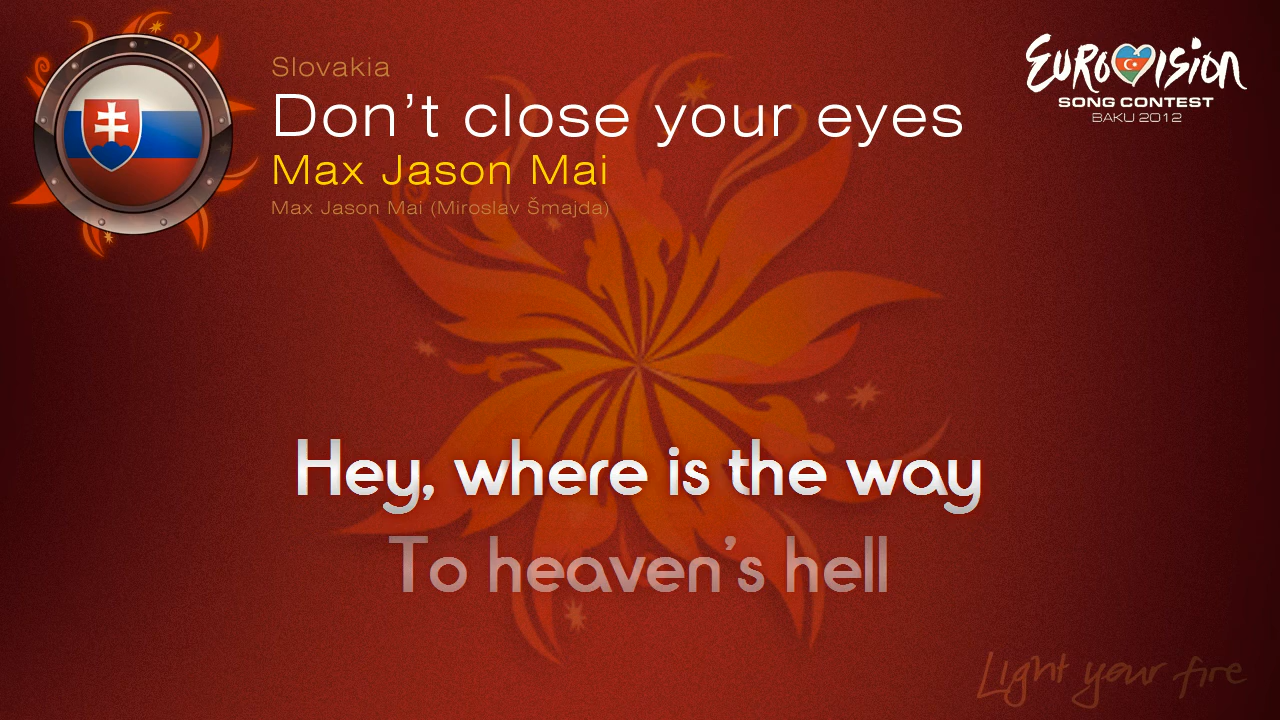 Slovakia
Don't close your eyes
Max Jason Mai
Max Jason Mai (Miroslav Šmajda)
EUROVISION
SONG CONTEST
BAKU 2012
Hey, where is the way
To heaven's hell
Light your fire